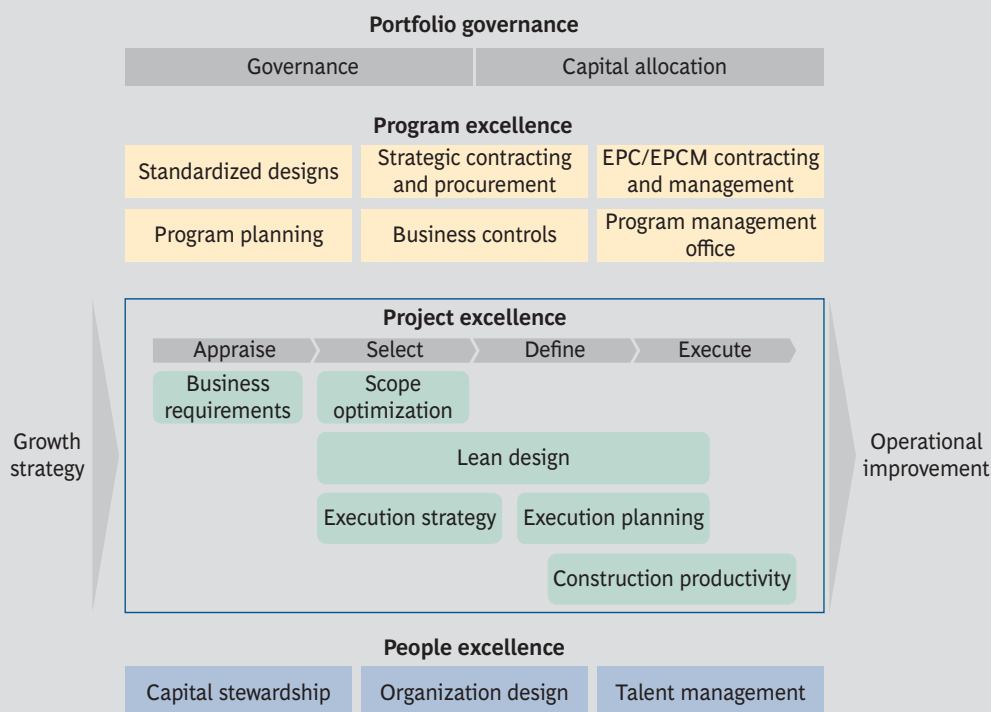 Portfolio governance
Governance
Capital allocation
Program excellence
Standardized designs
Strategic contracting
and procurement
EPC/EPCM contracting
and management
Program planning
Business controls
Program management
office
Growth
strategy
Project excellence
Appraise
Select
Define
Execute
Business
requirements
Scope
optimization
Lean design
Execution strategy
Execution planning
Construction productivity
Operational
improvement
People excellence
Capital stewardship
Organization design
Talent management